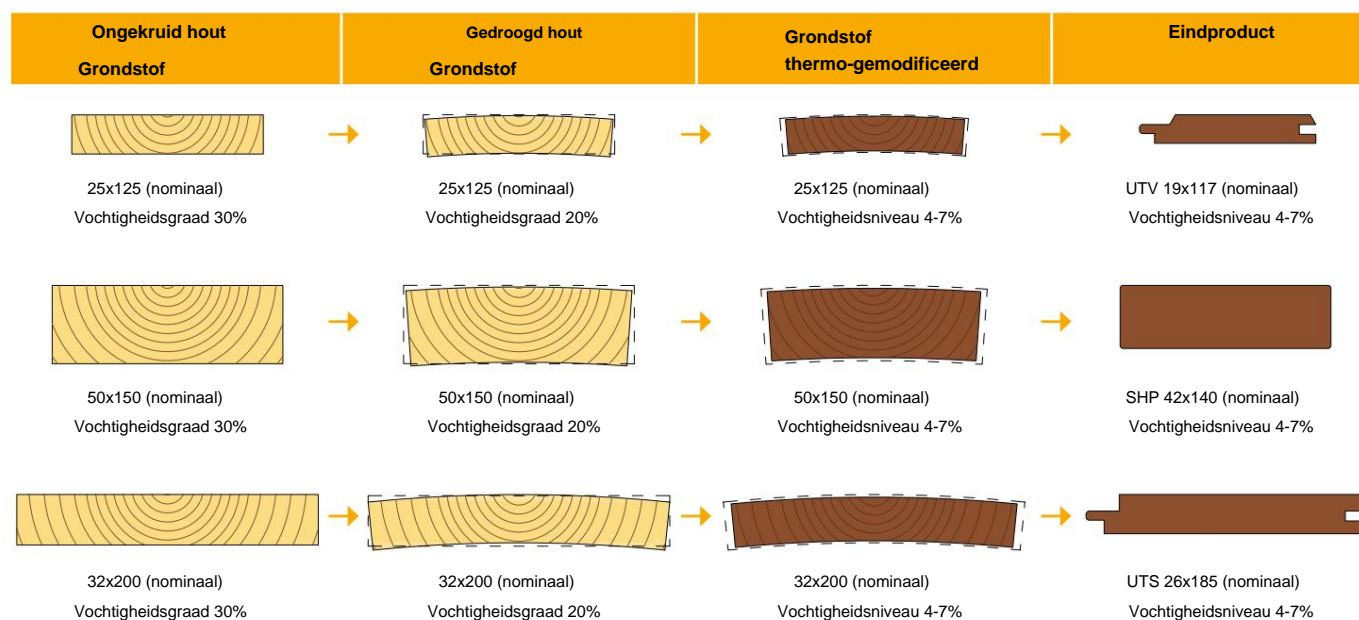 Ongekruid hout
Grondstof
Gedroogd hout
Grondstof
Grondstof
thermo-gemodificeerd
Eindproduct
25x125 (nominaal)
Vochtigheidsgraad 30%
25x125 (nominaal)
Vochtigheidsgraad 20%
25x125 (nominaal)
Vochtigheidsniveau 4-7%
UTV 19x117 (nominaal)
Vochtigheidsniveau 4-7%
50x150 (nominaal)
Vochtigheidsgraad 30%
50x150 (nominaal)
Vochtigheidsgraad 20%
50x150 (nominaal)
Vochtigheidsniveau 4-7%
SHP 42x140 (nominaal)
Vochtigheidsniveau 4-7%
32x200 (nominaal)
Vochtigheidsgraad 30%
32x200 (nominaal)
Vochtigheidsgraad 20%
32x200 (nominaal)
Vochtigheidsniveau 4-7%
UTS 26x185 (nominaal)
Vochtigheidsniveau 4-7%